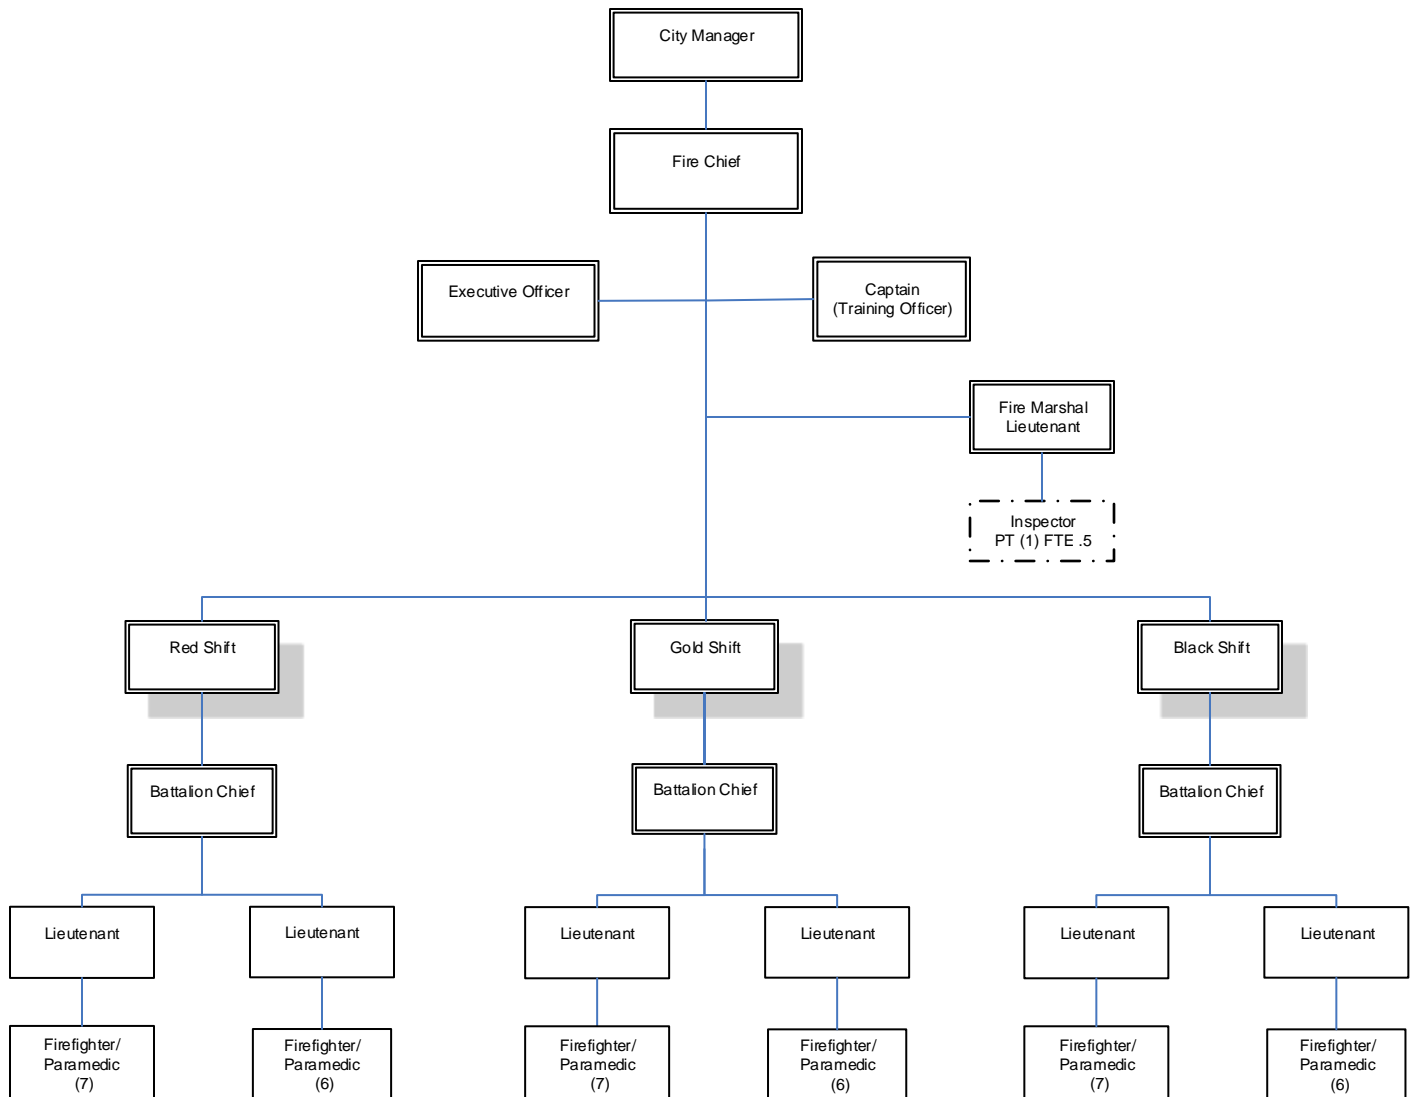 City Manager
Fire Chief
Executive Officer
Captain
(Training Officer)
Fire Marshal
Lieutenant
Inspector
PT (1) FTE .5
Red Shift
Gold Shift
Black Shift
Battalion Chief
Battalion Chief
Battalion Chief
Lieutenant
Lieutenant
Lieutenant
Lieutenant
Lieutenant
Lieutenant
Firefighter/
Paramedic
(7)
Firefighter/
Paramedic
(6)
Firefighter/
Paramedic
(7)
Firefighter/
Paramedic
(6)
Firefighter/
Paramedic
(7)
Firefighter/
Paramedic
(6)